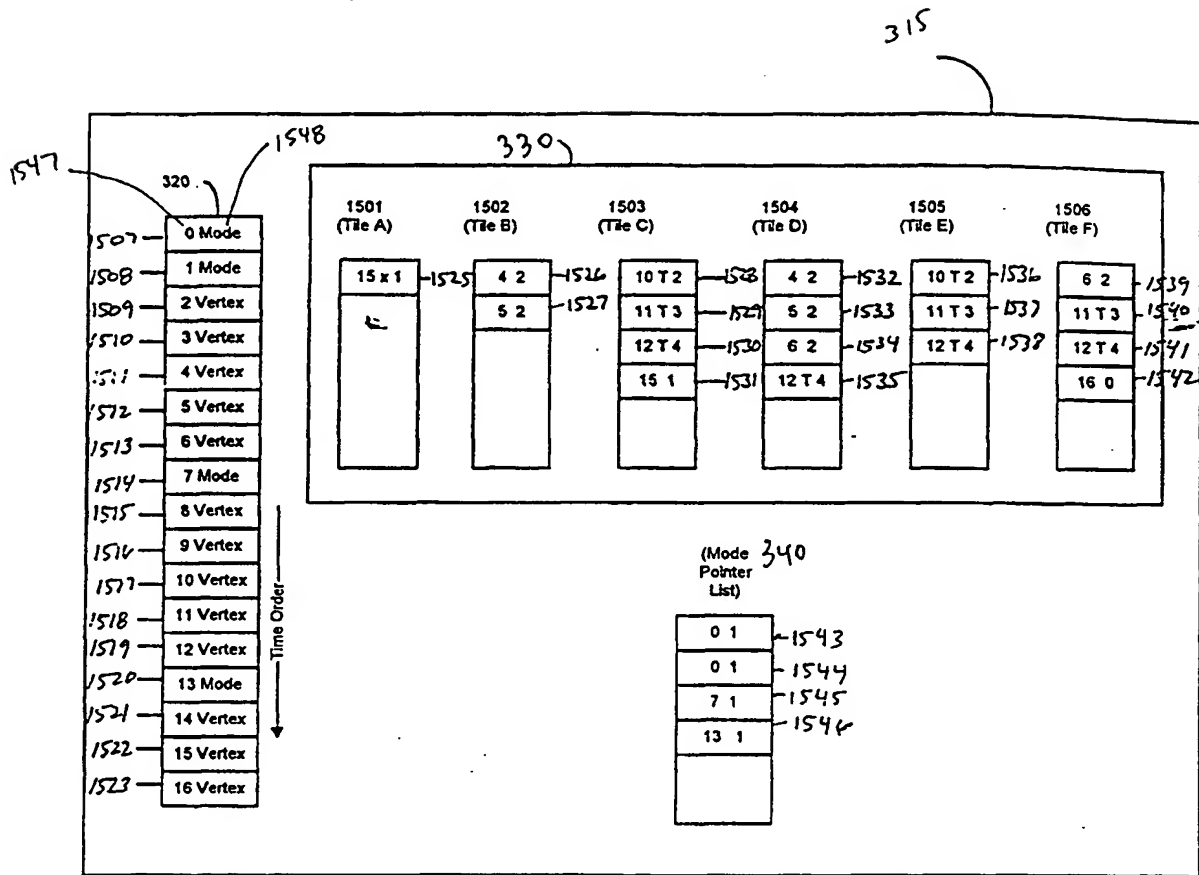 315
1547
1548
330
320
1501
(Tile A)
1502
(Tile B)
1503
(Tile C)
1504
(Tile D)
1505
(Tile E)
1506
(Tile F)
1507 0 Mode
1508 1 Mode
1509 2 Vertex
1510 3 Vertex
1511 4 Vertex
1512 5 Vertex
1513 6 Vertex
1514 7 Mode
1515 8 Vertex
1516 9 Vertex
1517 10 Vertex
1518 11 Vertex
1519 12 Vertex
1520 13 Mode
1521 14 Vertex
1522 15 Vertex
1523 16 Vertex
Time Order
15 x 1 1525
4 2 1526
5 2 1527
10 T 2 1528
11 T 3 1529
12 T 4 1530
15 1 1531
4 2 1532
5 2 1533
6 2 1534
12 T 4 1535
10 T 2 1536
11 T 3 1537
12 T 4 1538
6 2 1539
11 T 3 1540
12 T 4 1541
16 0 1542
(Mode 340
Pointer
List)
0 1 1543
0 1 1544
7 1 1545
13 1 1546